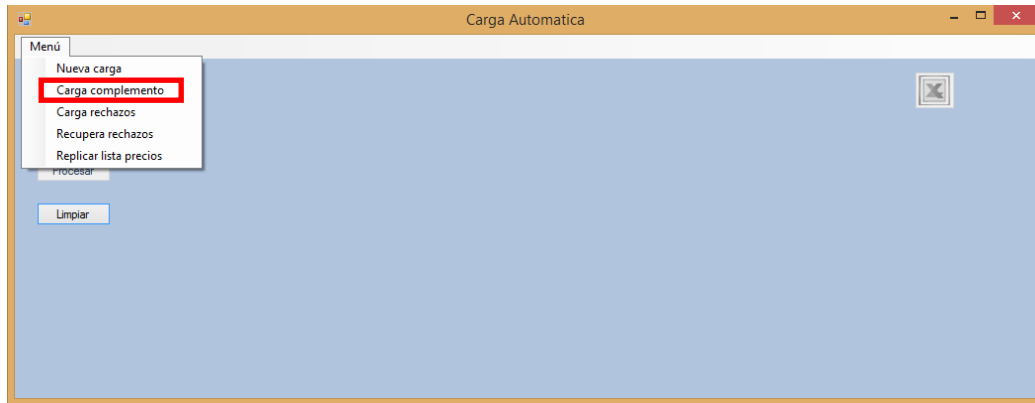 Carga Automatica
Menú
Nueva carga
Carga complemento
Carga rechazos
Recupera rechazos
Replicar lista precios
Procesar
Limpiar